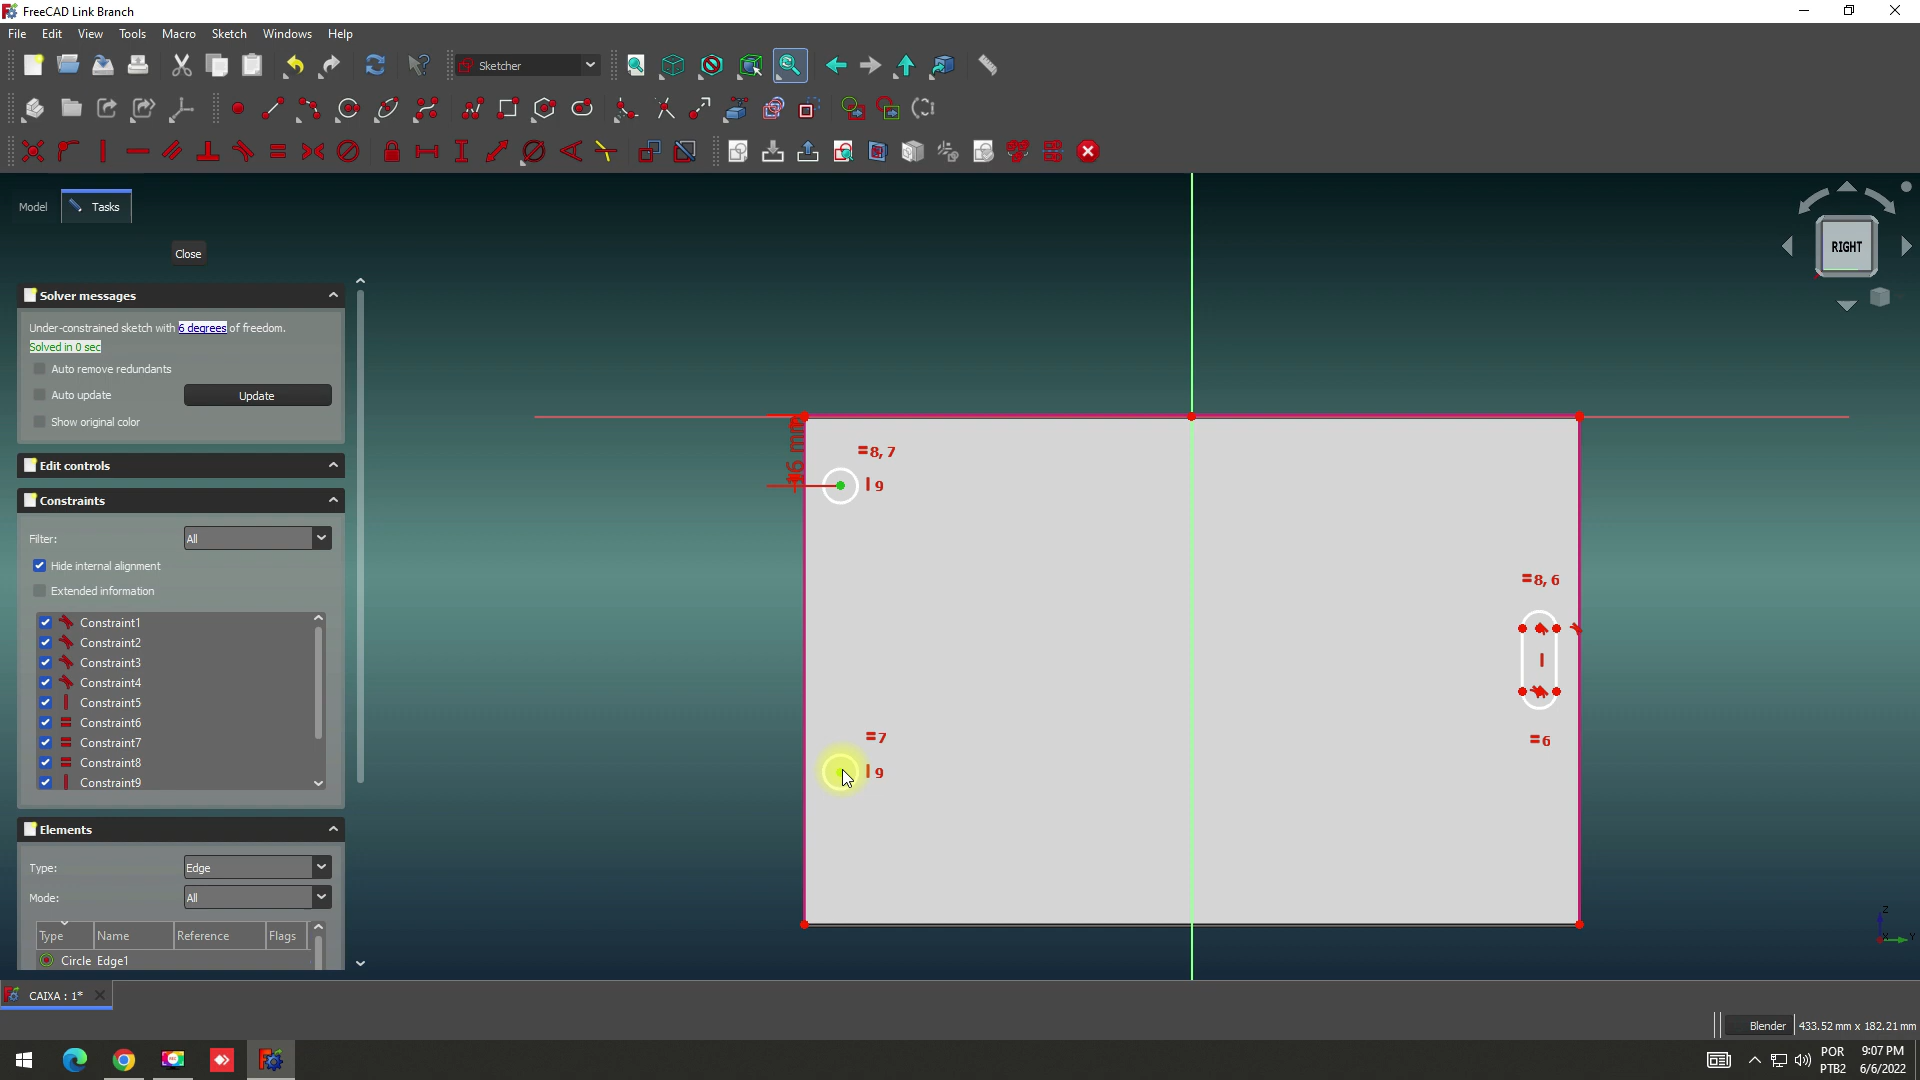 FreeCAD Link Branch
File Edit View Tools Macro Sketch Windows Help
Sketcher
Model Tasks
Close
Solver messages
Under-constrained sketch with 6 degrees of freedom.
Solved in 0 sec
Auto remove redundants
Auto update Update
Show original color
Edit controls
Constraints
Filter: All
Hide internal alignment
Extended information
Constraint1
Constraint2
Constraint3
Constraint4
Constraint5
Constraint6
Constraint7
Constraint8
Constraint9
Elements
Type: Edge
Mode: All
Type Name Reference Flags
Circle Edge1
=8, 7
9
=7
9
=8, 6
=6
RIGHT
Z
X
Y
CAIXA : 1*
Blender 433.52 mm x 182.21 mm
POR
PTB2
9:07 PM
6/6/2022